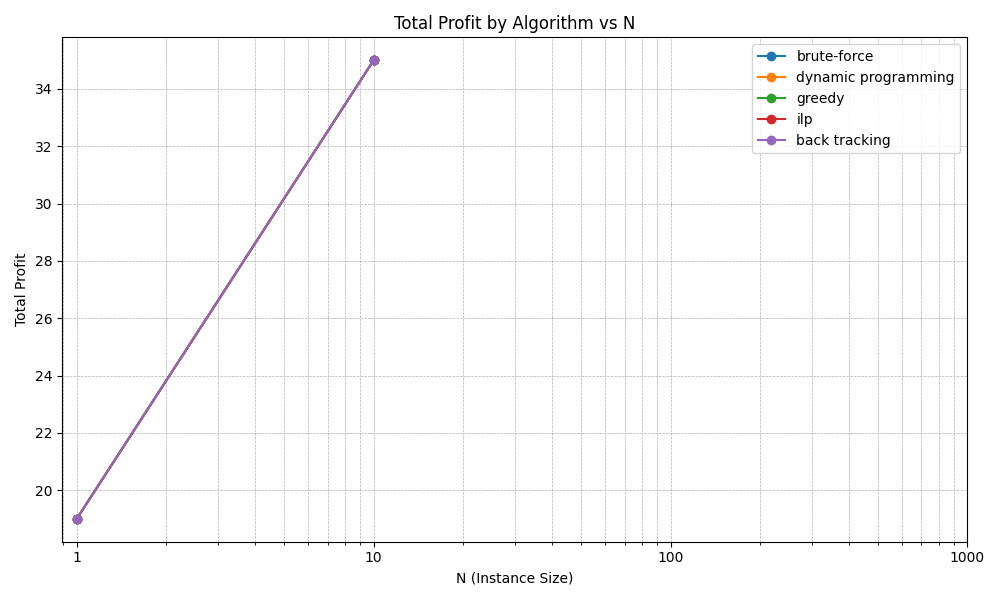 Total Profit by Algorithm vs N
brute-force
dynamic programming
greedy
ilp
back tracking
Total Profit
34
32
30
28
26
24
22
20
1
10
100
1000
N (Instance Size)